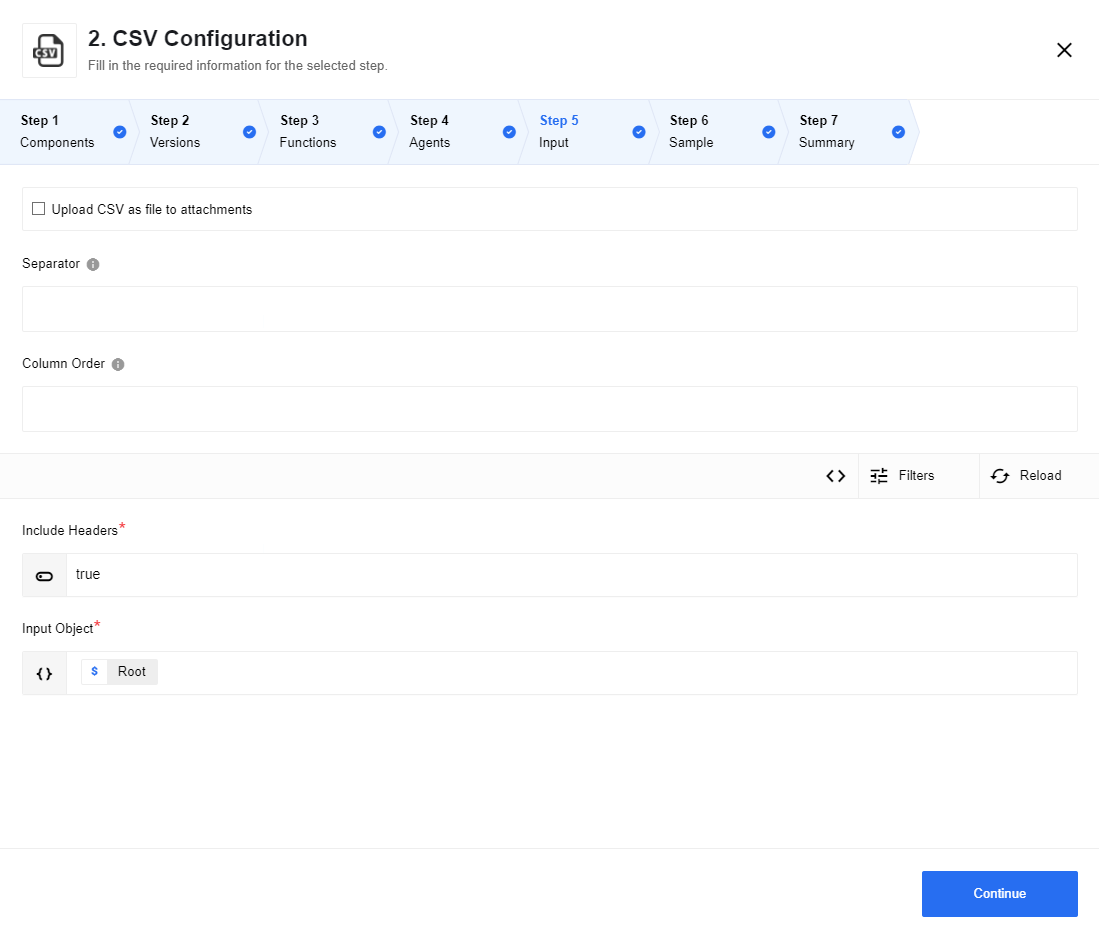 CSV
2. CSV Configuration
Fill in the required information for the selected step.
Step 1
Components
Step 2
Versions
Step 3
Functions
Step 4
Agents
Step 5
Input
Step 6
Sample
Step 7
Summary
Upload CSV as file to attachments
Separator
Column Order
Filters
Reload
Include Headers*
true
Input Object*
$ Root
Continue